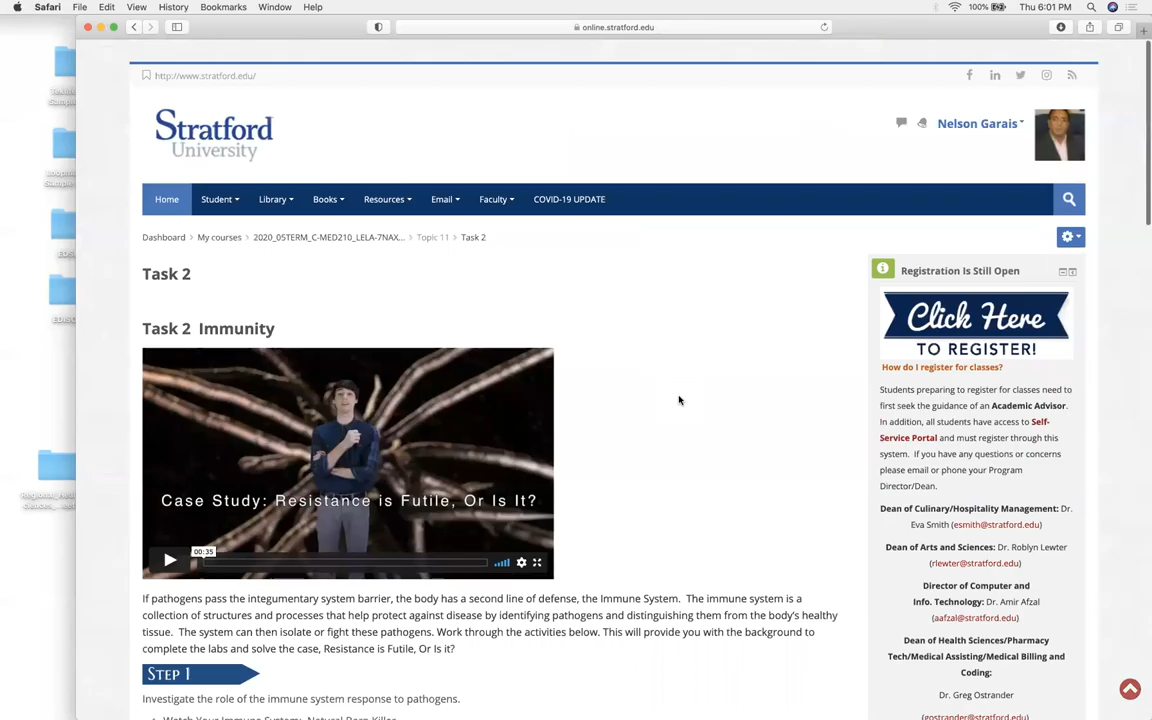 Safari File Edit View History Bookmarks Window Help 100% Thu 6:01 PM
online.stratford.edu
http://www.stratford.edu/
Stratford
University
Nelson Garais
Home Student Library Books Resources Email Faculty COVID-19 UPDATE
Dashboard > My courses > 2020_05TERM_C-MED210_LELA-7NAX... > Topic 11 > Task 2
Task 2
Task 2 Immunity
Case Study: Resistance is Futile, Or Is It?
00:35
If pathogens pass the integumentary system barrier, the body has a second line of defense, the Immune System. The immune system is a
collection of structures and processes that help protect against disease by identifying pathogens and distinguishing them from the body's healthy
tissue. The system can then isolate or fight these pathogens. Work through the activities below. This will provide you with the background to
complete the labs and solve the case, Resistance is Futile, Or Is it?
STEP 1
Investigate the role of the immune system response to pathogens.
Watch Your Immune System: Natural Born Killer
Registration Is Still Open
Click Here
TO REGISTER!
How do I register for classes?
Students preparing to register for classes need to
first seek the guidance of an Academic Advisor.
In addition, all students have access to Self-
Service Portal and must register through this
system. If you have any questions or concerns
please email or phone your Program
Director/Dean.
Dean of Culinary/Hospitality Management: Dr.
Eva Smith (esmith@stratford.edu)
Dean of Arts and Sciences: Dr. Roblyn Lewter
(rlewter@stratford.edu)
Director of Computer and
Info. Technology: Dr. Amir Afzal
(aafzal@stratford.edu)
Dean of Health Sciences/Pharmacy
Tech/Medical Assisting/Medical Billing and
Coding:
Dr. Greg Ostrander
(gostrander@stratford.edu)